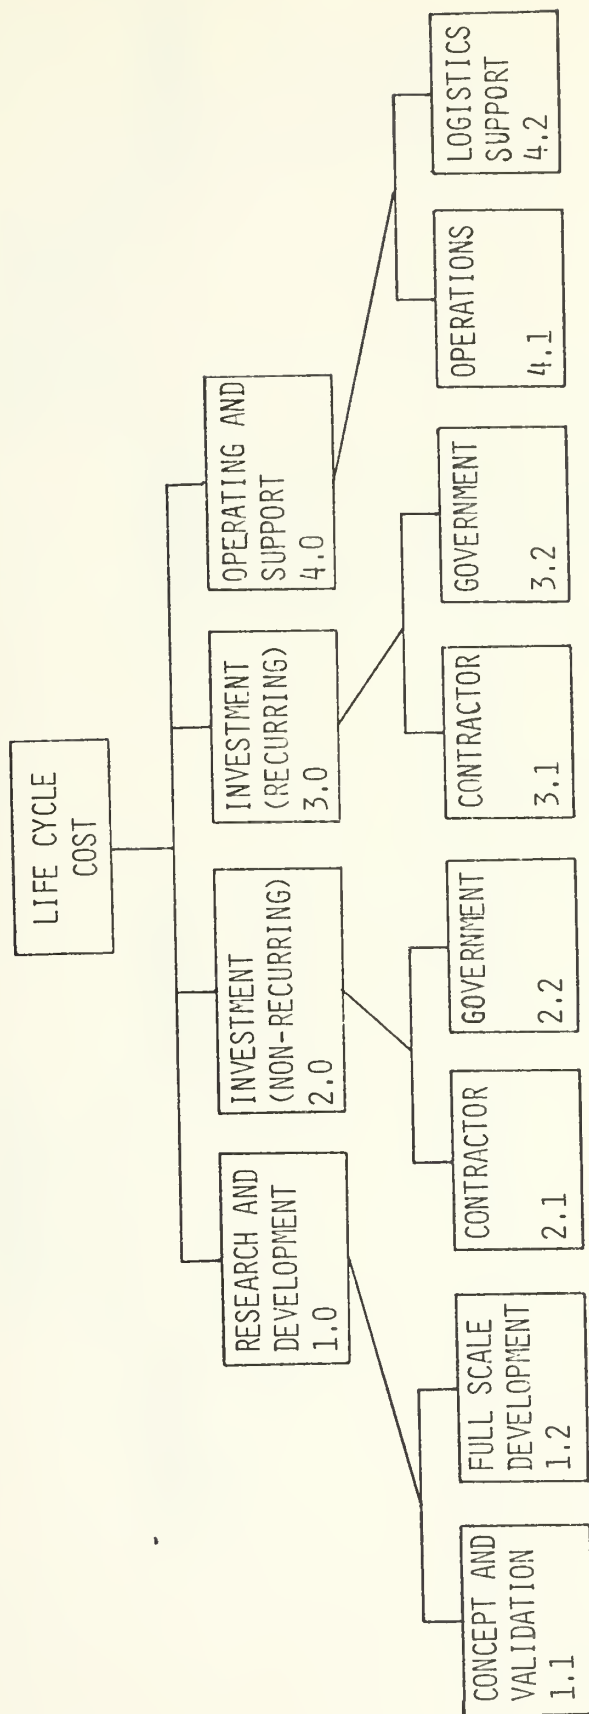 LIFE CYCLE
COST
RESEARCH AND
DEVELOPMENT
1.0
INVESTMENT
(NON-RECURRING)
2.0
INVESTMENT
(RECURRING)
3.0
OPERATING AND
SUPPORT
4.0
CONCEPT AND
VALIDATION
1.1
FULL SCALE
DEVELOPMENT
1.2
CONTRACTOR
2.1
GOVERNMENT
2.2
CONTRACTOR
3.1
GOVERNMENT
3.2
OPERATIONS
4.1
LOGISTICS
SUPPORT
4.2